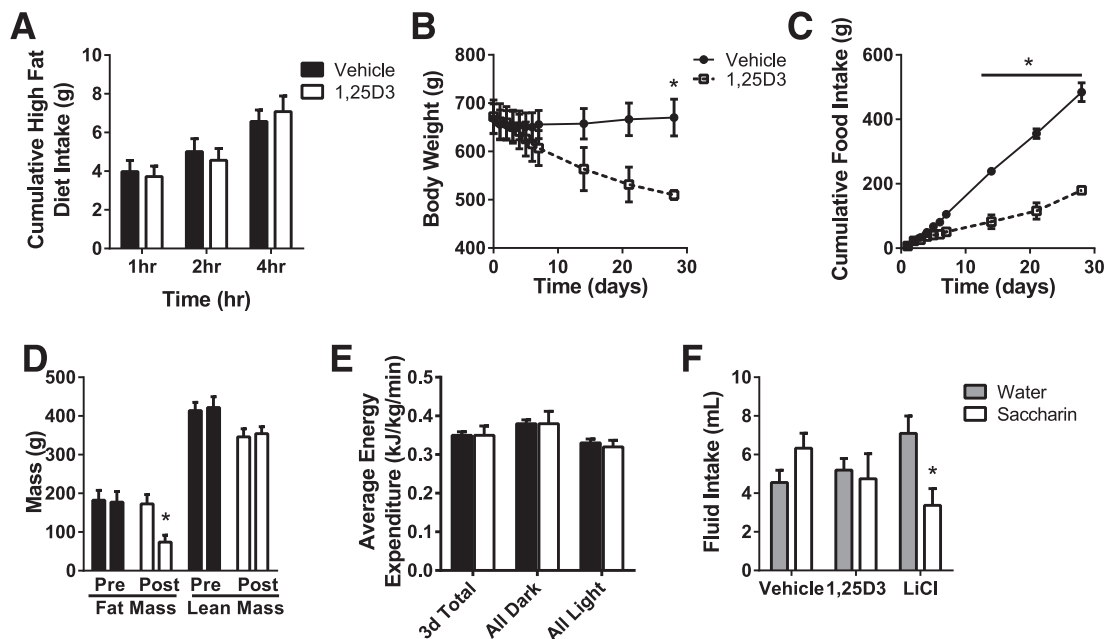 A
Cumulative High Fat
Diet Intake (g)
10
8
6
4
2
0
1hr 2hr 4hr
Time (hr)
Vehicle
1,25D3
B
Body Weight (g)
800
700
600
500
400
0 10 20 30
Time (days)
*
Vehicle
1,25D3
C
Cumulative Food Intake (g)
600
400
200
0
0 10 20 30
Time (days)
*
D
Mass (g)
500
400
300
200
100
0
*
Pre Post Pre Post
Fat Mass Lean Mass
E
Average Energy
Expenditure (kJ/kg/min)
0.5
0.4
0.3
0.2
0.1
0.0
3d Total
All Dark
All Light
F
Fluid Intake (mL)
10
8
6
4
2
0
*
Vehicle 1,25D3 LiCl
Water
Saccharin